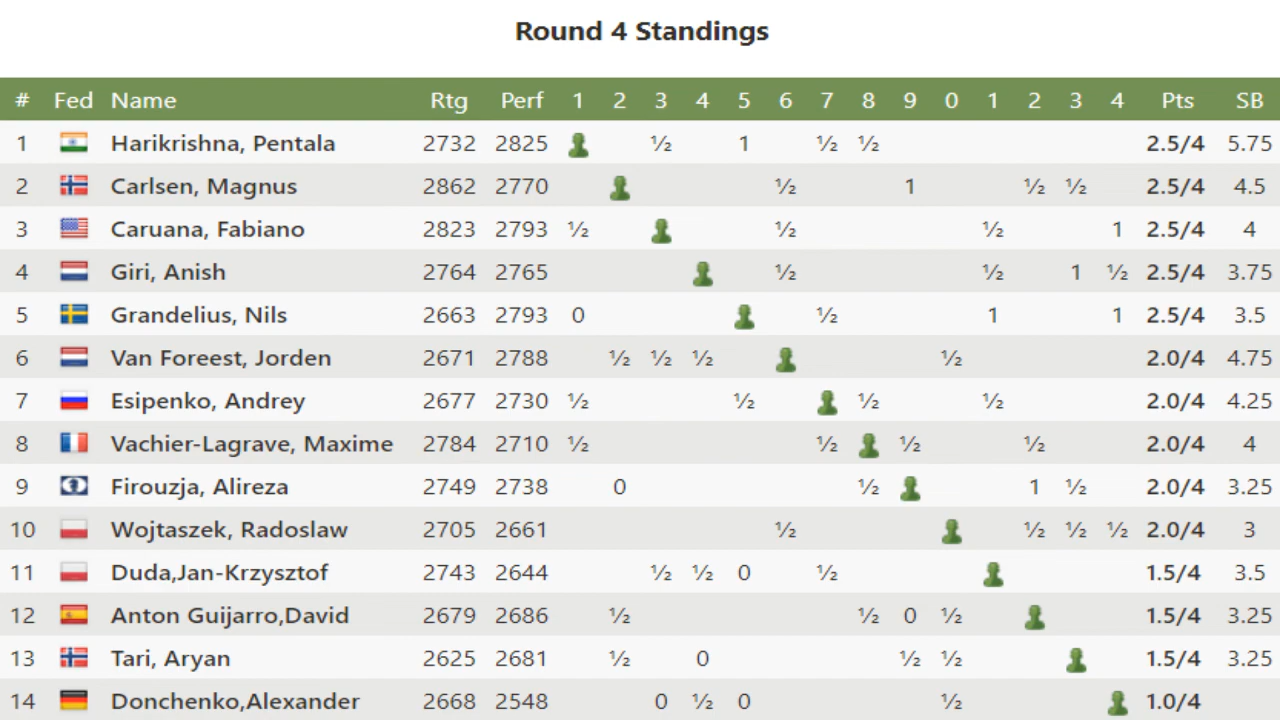 Round 4 Standings
# Fed Name Rtg Perf 1 2 3 4 5 6 7 8 9 0 1 2 3 4 Pts SB
1 Harikrishna, Pentala 2732 2825 ½ 1 ½ ½ 2.5/4 5.75
2 Carlsen, Magnus 2862 2770 ½ 1 ½ ½ 2.5/4 4.5
3 Caruana, Fabiano 2823 2793 ½ ½ ½ 1 2.5/4 4
4 Giri, Anish 2764 2765 ½ ½ 1 ½ 2.5/4 3.75
5 Grandelius, Nils 2663 2793 0 ½ 1 1 2.5/4 3.5
6 Van Foreest, Jorden 2671 2788 ½ ½ ½ ½ 2.0/4 4.75
7 Esipenko, Andrey 2677 2730 ½ ½ ½ ½ 2.0/4 4.25
8 Vachier-Lagrave, Maxime 2784 2710 ½ ½ ½ ½ 2.0/4 4
9 Firouzja, Alireza 2749 2738 0 ½ 1 ½ 2.0/4 3.25
10 Wojtaszek, Radoslaw 2705 2661 ½ ½ ½ ½ 2.0/4 3
11 Duda,Jan-Krzysztof 2743 2644 ½ ½ 0 ½ 1.5/4 3.5
12 Anton Guijarro,David 2679 2686 ½ ½ 0 ½ 1.5/4 3.25
13 Tari, Aryan 2625 2681 ½ 0 ½ ½ 1.5/4 3.25
14 Donchenko,Alexander 2668 2548 0 ½ 0 ½ 1.0/4